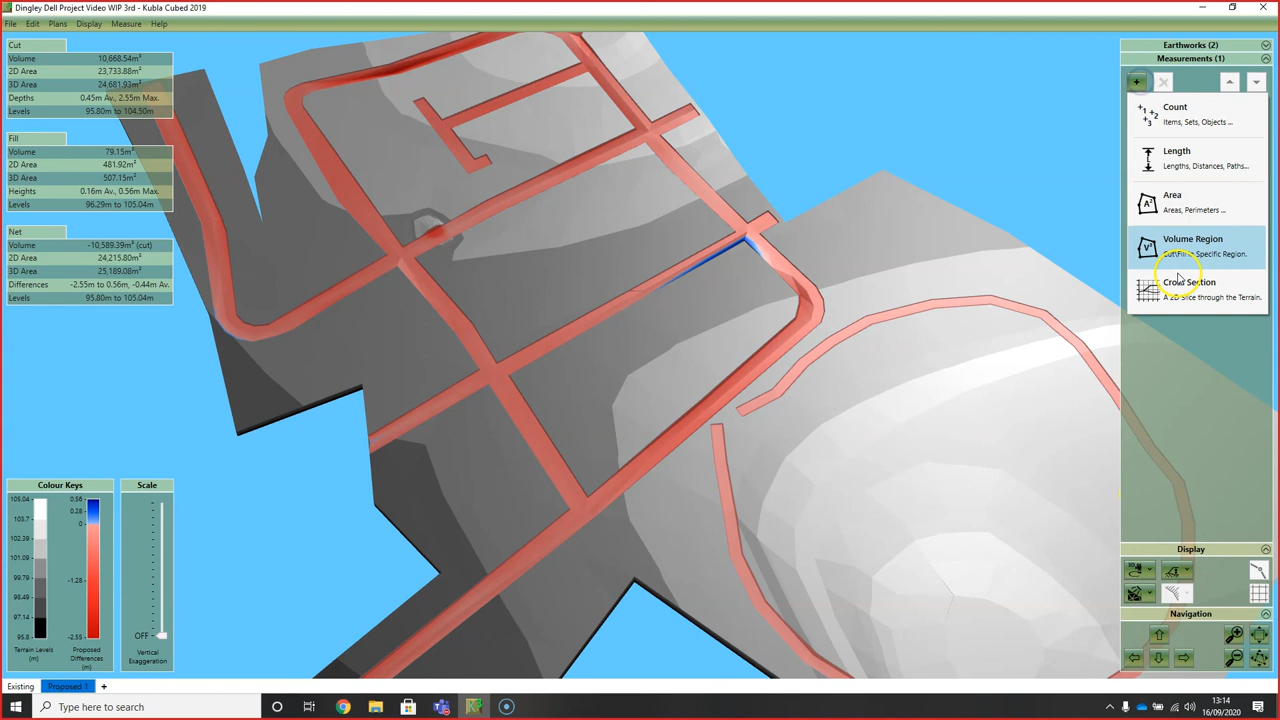 Dingley Dell Project Video WIP 3rd - Kubla Cubed 2019
File Edit Plans Display Measure Help
Cut
Volume 10,668.54m³
2D Area 23,733.88m²
3D Area 24,681.93m²
Depths 0.45m Av., 2.55m Max.
Levels 95.80m to 104.50m
Fill
Volume 79.15m³
2D Area 481.92m²
3D Area 507.15m²
Heights 0.16m Av., 0.56m Max.
Levels 96.29m to 105.04m
Net
Volume -10,589.39m³ (cut)
2D Area 24,215.80m²
3D Area 25,189.08m²
Differences -2.55m to 0.56m, -0.44m Av.
Levels 95.80m to 105.04m
Earthworks (2)
Measurements (1)
Count
Items, Sets, Objects ...
Length
Lengths, Distances, Paths...
Area
Areas, Perimeters ...
Volume Region
Cut\Fill in Specific Region.
Cross Section
A 2D Slice through the Terrain.
Colour Keys
105.04
103.7
102.39
101.09
99.79
98.49
97.14
95.8
Terrain Levels
(m)
0.56
0.28
0
-1.28
-2.55
Proposed
Differences
(m)
Scale
OFF
Vertical
Exaggeration
Display
Navigation
Existing Proposed 1 +
Type here to search
13:14
16/09/2020